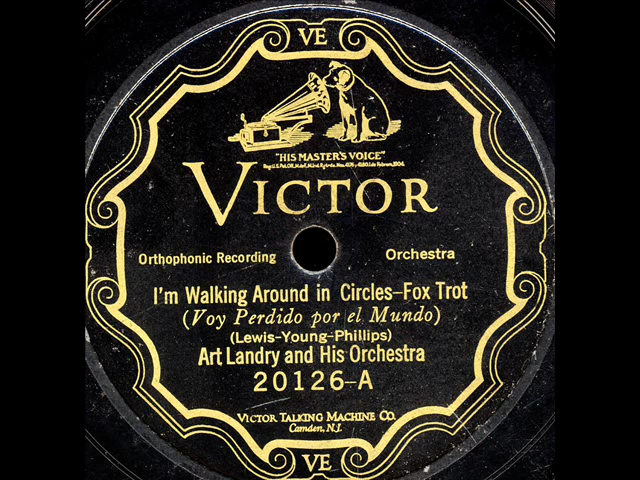 VE
"HIS MASTER'S VOICE"
VICTOR
Orthophonic Recording
Orchestra
I'm Walking Around in Circles–Fox Trot
(Voy Perdido por el Mundo)
(Lewis-Young-Phillips)
Art Landry and His Orchestra
20126–A
VICTOR TALKING MACHINE CO.
Camden, N.J.
VE